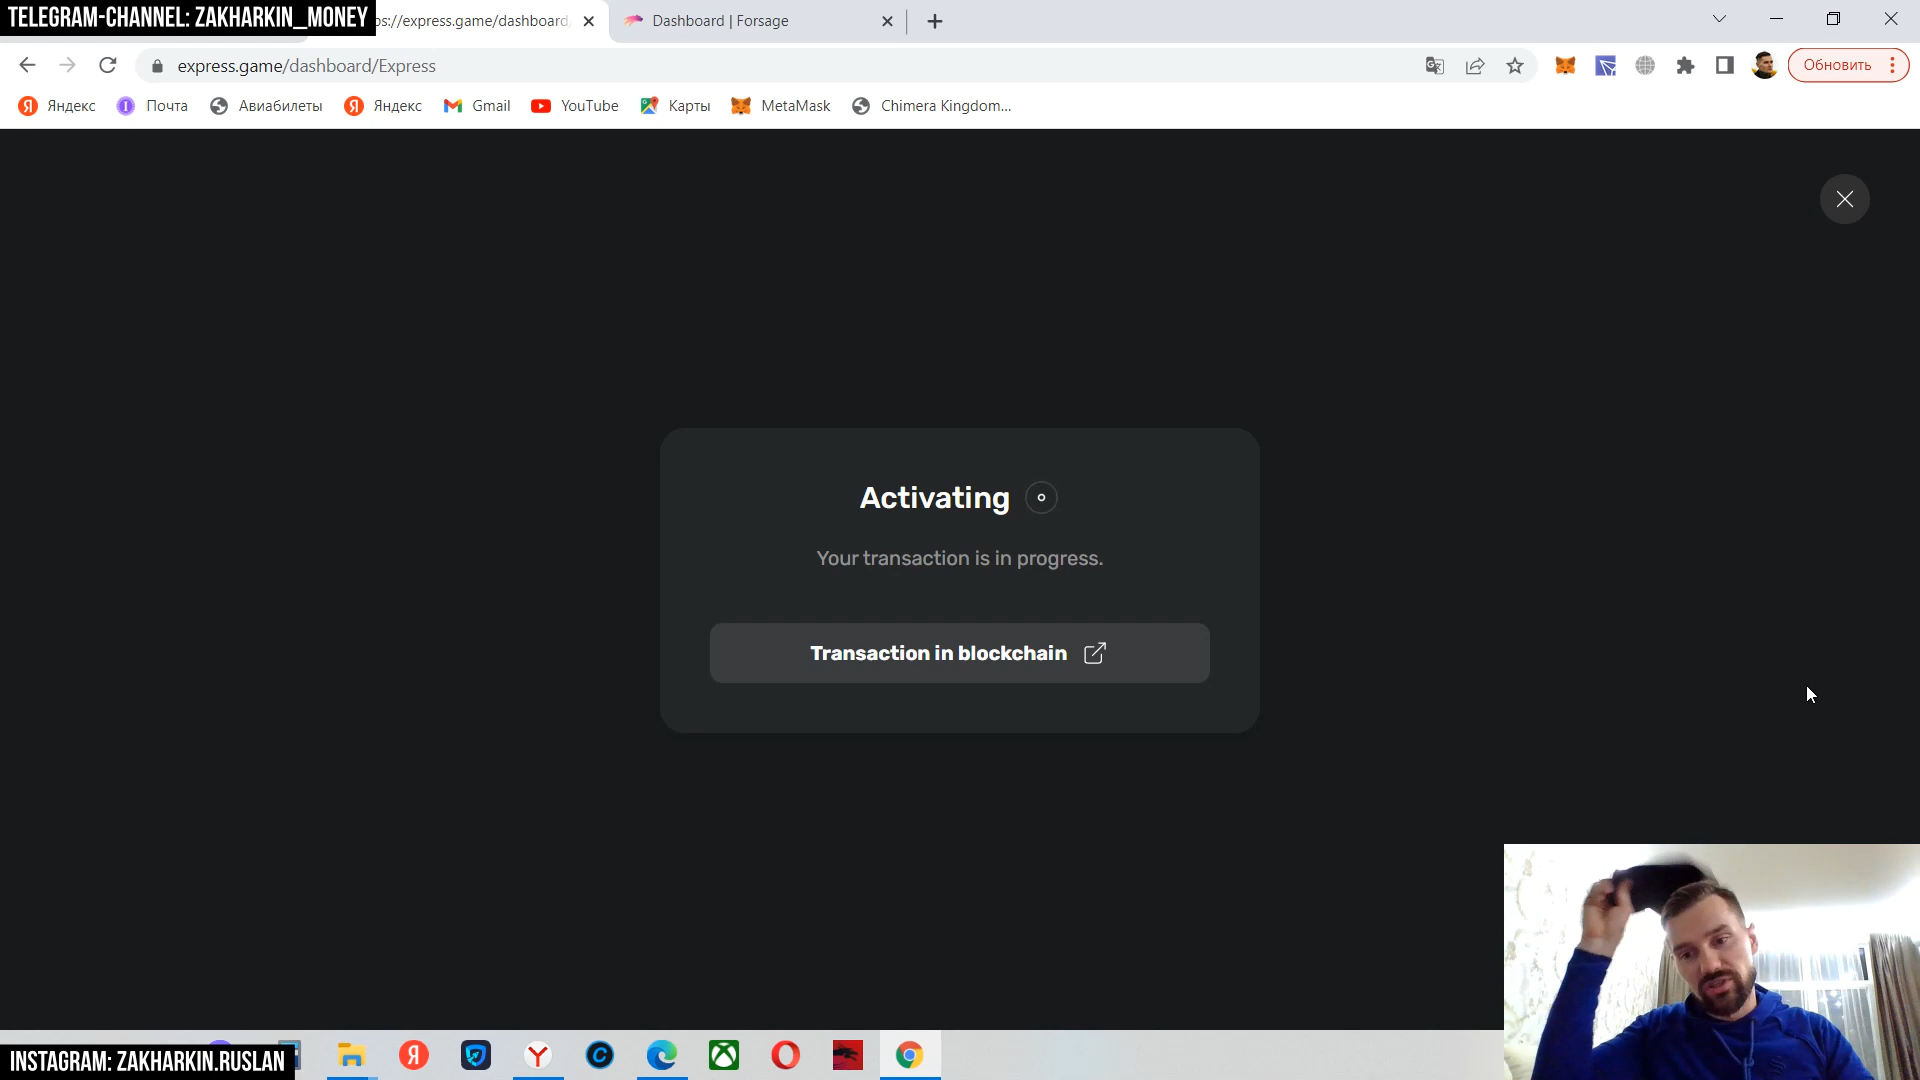 TELEGRAM-CHANNEL: ZAKHARKIN_MONEY
ps://express.game/dashboard/
Dashboard | Forsage
express.game/dashboard/Express
Обновить
Яндекс
Почта
Авиабилеты
Яндекс
Gmail
YouTube
Карты
MetaMask
Chimera Kingdom...
Activating
Your transaction is in progress.
Transaction in blockchain
INSTAGRAM: ZAKHARKIN.RUSLAN